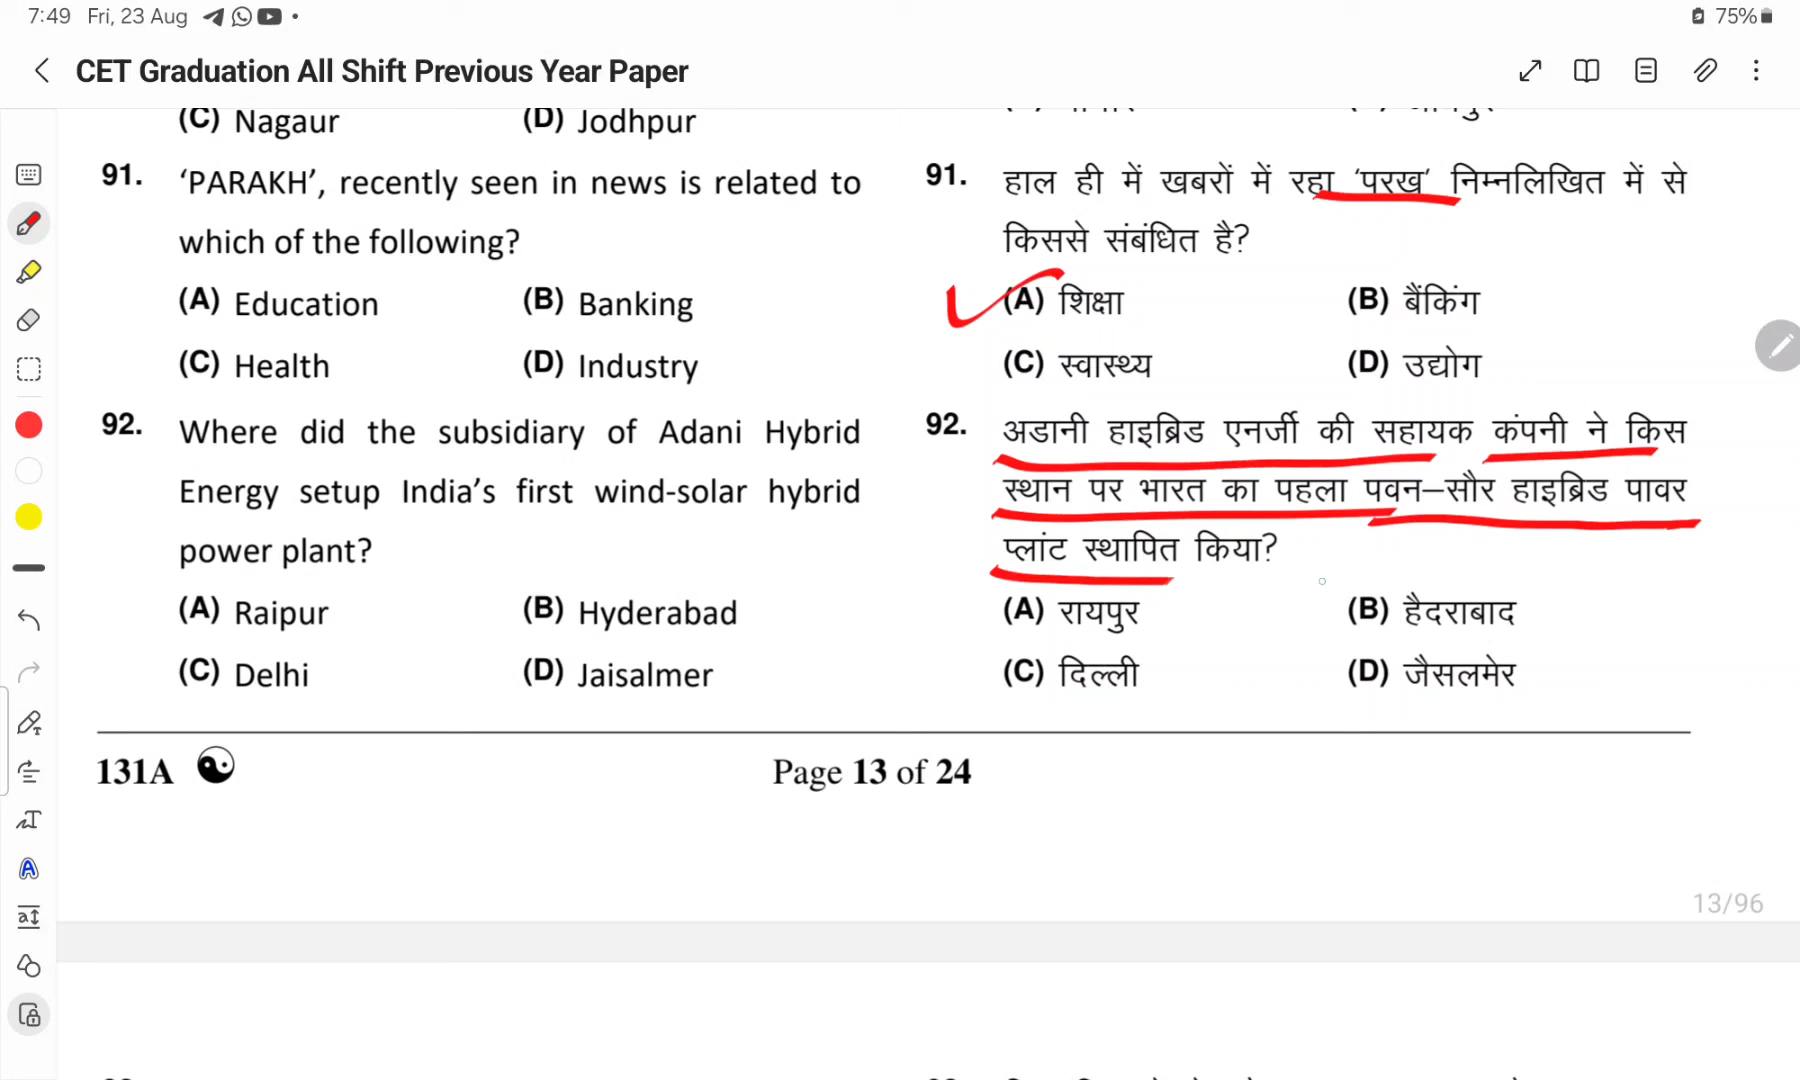 7:49 Fri, 23 Aug
75%
CET Graduation All Shift Previous Year Paper
(C) Nagaur (D) Jodhpur
91. ‘PARAKH’, recently seen in news is related to
which of the following?
(A) Education (B) Banking
(C) Health (D) Industry
92. Where did the subsidiary of Adani Hybrid
Energy setup India’s first wind-solar hybrid
power plant?
(A) Raipur (B) Hyderabad
(C) Delhi (D) Jaisalmer
91. हाल ही में खबरों में रहा ‘परख’ निम्नलिखित में से
किससे संबंधित है?
(A) शिक्षा (B) बैंकिंग
(C) स्वास्थ्य (D) उद्योग
92. अडानी हाइब्रिड एनर्जी की सहायक कंपनी ने किस
स्थान पर भारत का पहला पवन–सौर हाइब्रिड पावर
प्लांट स्थापित किया?
(A) रायपुर (B) हैदराबाद
(C) दिल्ली (D) जैसलमेर
131A Page 13 of 24
13/96